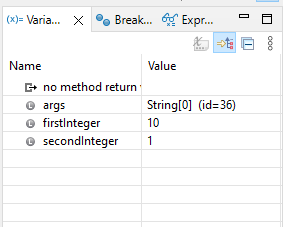 (x)= Varia... Break... Expr...
Name Value
no method return v
args String[0] (id=36)
firstInteger 10
secondInteger 1